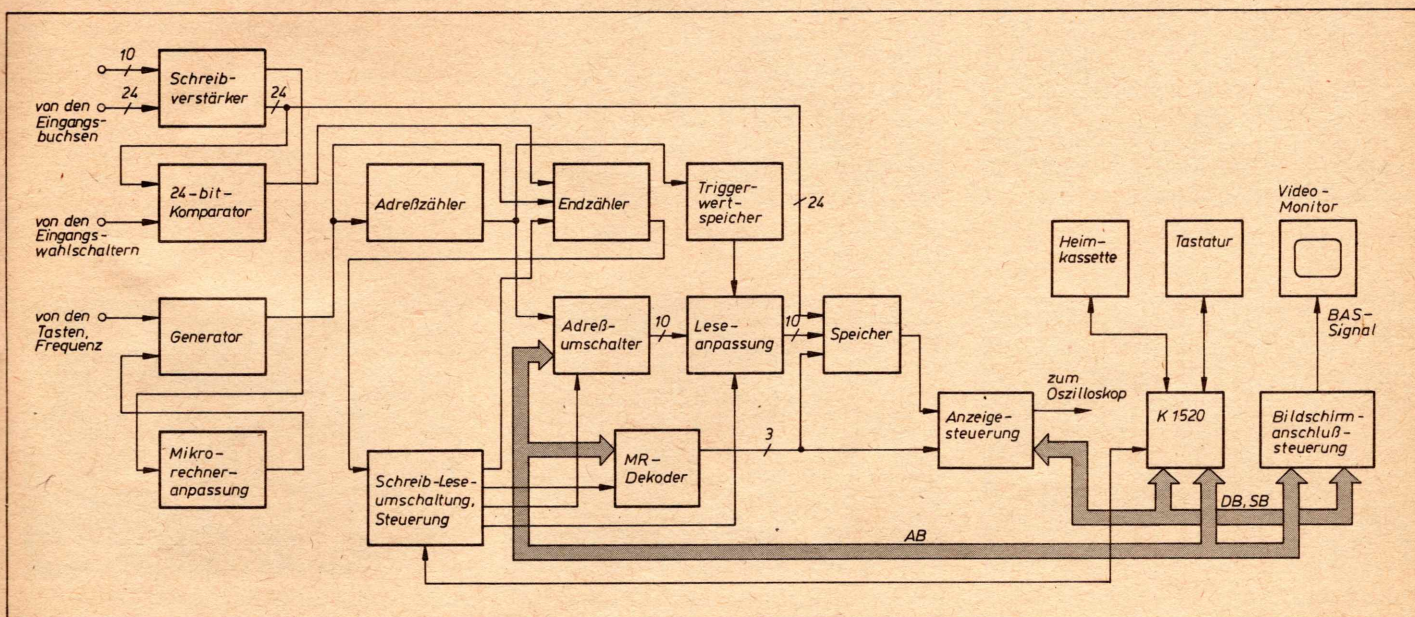 10
24
von den
Eingangs-
buchsen
Schreib-
verstärker
24
24-bit-
Komparator
von den
Eingangs-
wahlschaltern
von den
Tasten,
Frequenz
Generator
Mikro-
rechner-
anpassung
Adreßzähler
Endzähler
Trigger-
wert-
speicher
24
Adreß-
umschalter
10
Lese-
anpassung
10
Speicher
Schreib-Lese-
umschaltung,
Steuerung
MR-
Dekoder
3
Anzeige-
steuerung
zum
Oszilloskop
Heim-
kassette
Tastatur
Video-
Monitor
BAS-
Signal
K 1520
Bildschirm-
anschluß-
steuerung
DB, SB
AB